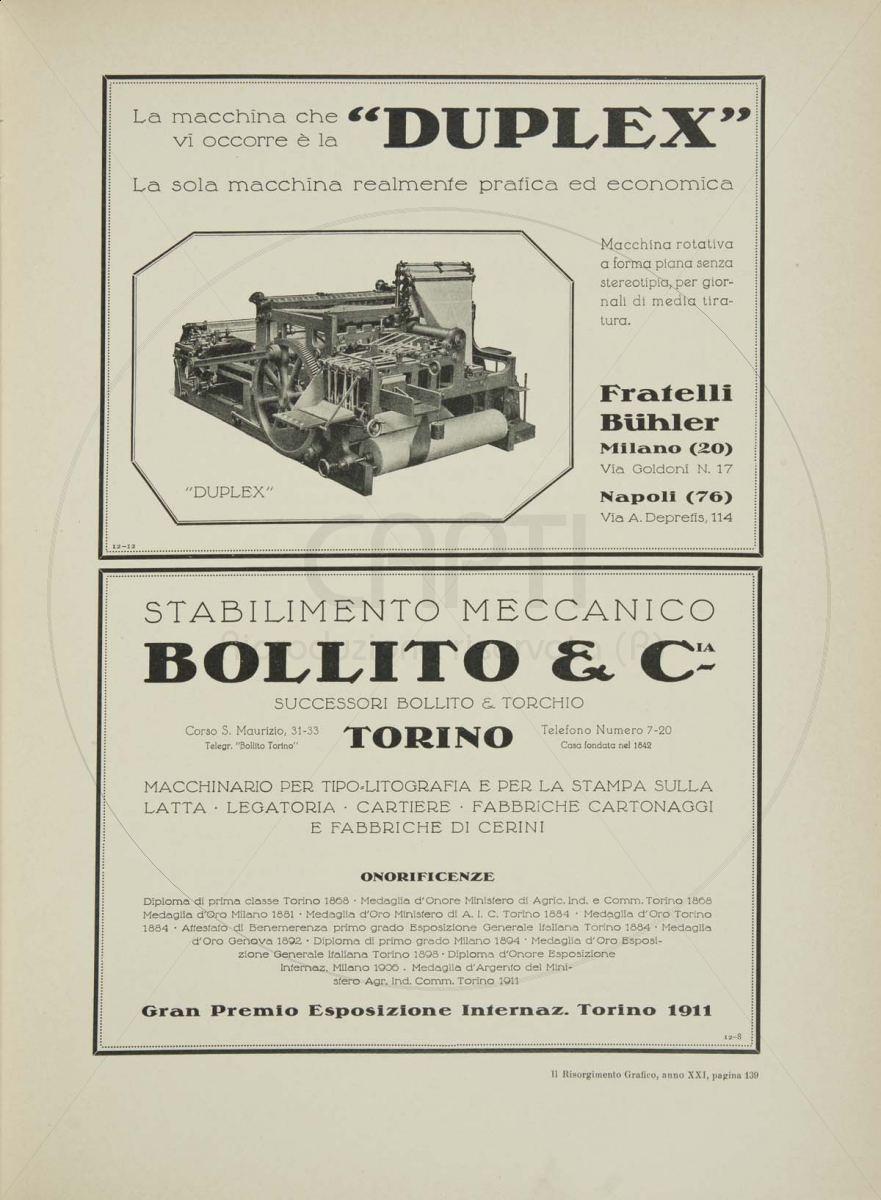 La macchina che
vi occorre è la
“DUPLEX”
La sola macchina realmente pratica ed economica
Macchina rotativa
a forma piana senza
stereotipia, per gior-
nali di media tira-
tura.
Fratelli
Bühler
Milano (20)
Via Goldoni N. 17
Napoli (76)
Via A. Depretis, 114
"DUPLEX"
12-12
CAPTI
Riproduzione riservata (β)
STABILIMENTO MECCANICO
BOLLITO & C.IA
SUCCESSORI BOLLITO & TORCHIO
Corso S. Maurizio, 31-33
Telegr. "Bollito Torino"
TORINO
Telefono Numero 7-20
Casa fondata nel 1842
MACCHINARIO PER TIPO-LITOGRAFIA E PER LA STAMPA SULLA
LATTA · LEGATORIA · CARTIERE · FABBRICHE CARTONAGGI
E FABBRICHE DI CERINI
ONORIFICENZE
Diploma di prima classe Torino 1868 · Medaglia d'Onore Ministero di Agric. Ind. e Comm. Torino 1868
Medaglia d'Oro Milano 1881 · Medaglia d'Oro Ministero di A. I. C. Torino 1884 · Medaglia d'Oro Torino
1884 · Attestato di Benemerenza primo grado Esposizione Generale Italiana Torino 1884 · Medaglia
d'Oro Genova 1892 · Diploma di primo grado Milano 1894 · Medaglia d'Oro Esposi-
zione Generale Italiana Torino 1898 · Diploma d'Onore Esposizione
Internaz. Milano 1906 · Medaglia d'Argento del Mini-
stero Agr. Ind. Comm. Torino 1911
Gran Premio Esposizione Internaz. Torino 1911
12-8
Il Risorgimento Grafico, anno XXI, pagina 139